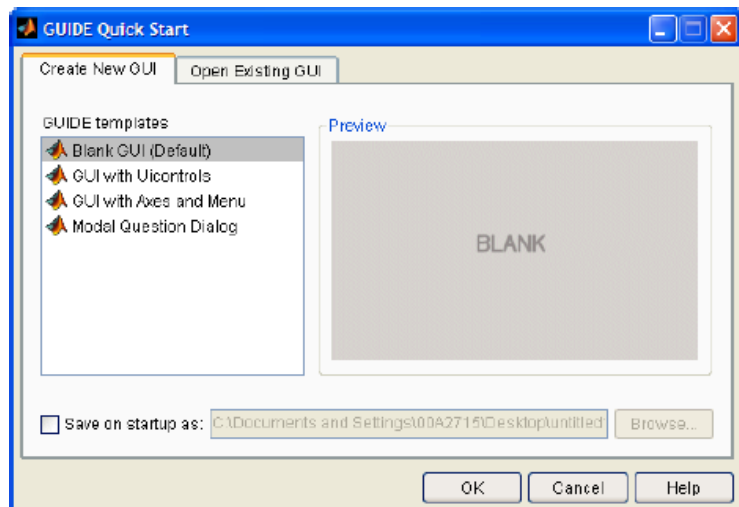 GUIDE Quick Start
Create New GUI
Open Existing GUI
GUIDE templates
Blank GUI (Default)
GUI with Uicontrols
GUI with Axes and Menu
Modal Question Dialog
Preview
BLANK
Save on startup as:
C:\Documents and Settings\00A2715\Desktop\untitled
Browse...
OK
Cancel
Help